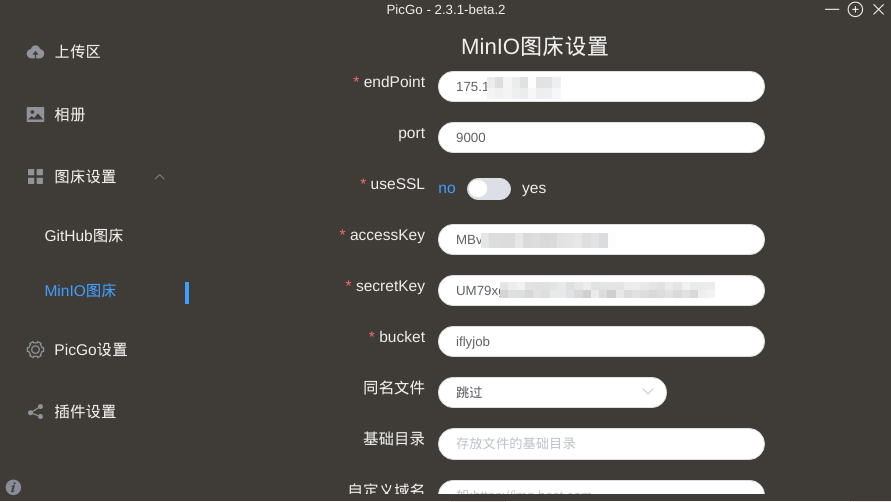 PicGo - 2.3.1-beta.2
上传区
相册
图床设置
GitHub图床
MinIO图床
PicGo设置
插件设置
MinIO图床设置
* endPoint 175.1
port 9000
* useSSL no yes
* accessKey MBv
* secretKey UM79x
* bucket iflyjob
同名文件 跳过
基础目录 存放文件的基础目录
自定义域名